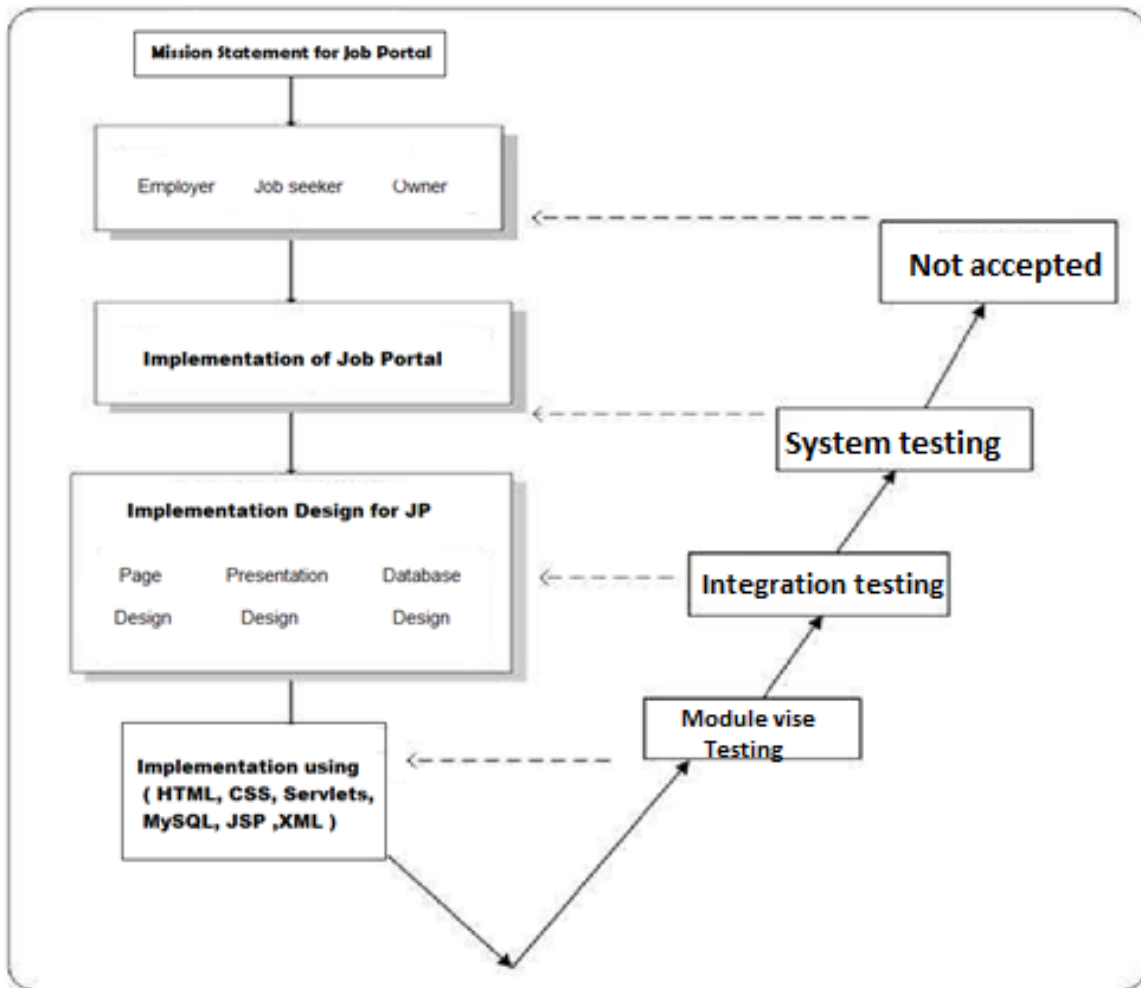 Mission Statement for Job Portal
Employer Job seeker Owner
Not accepted
Implementation of Job Portal
System testing
Implementation Design for JP
Page Presentation Database
Design Design Design
Integration testing
Module vise
Testing
Implementation using
( HTML, CSS, Servlets,
MySQL, JSP ,XML )